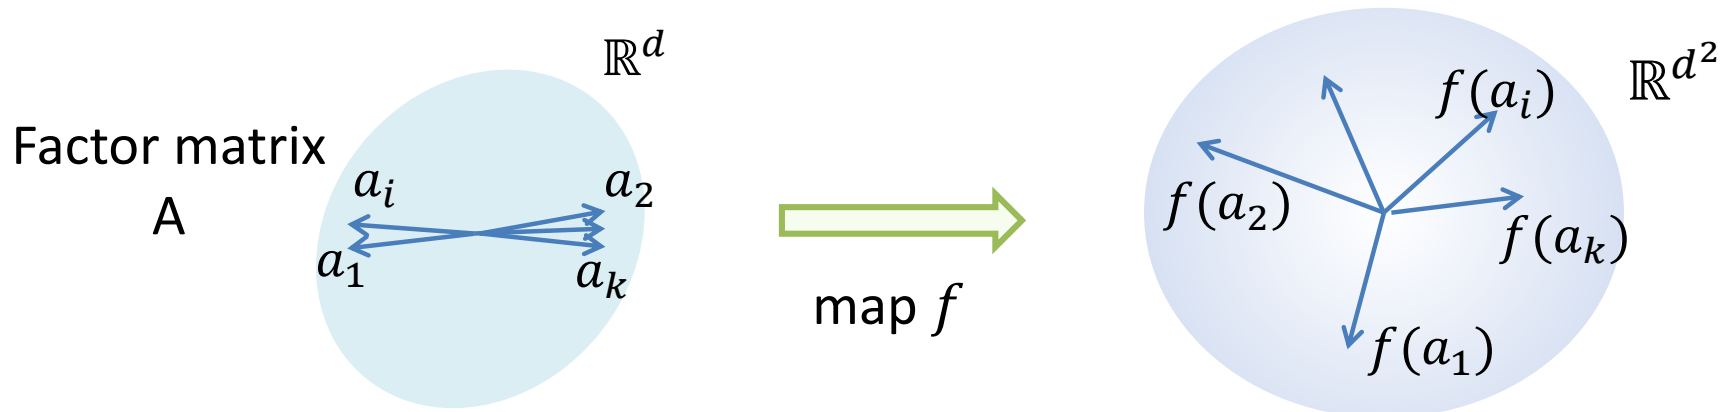 Factor matrix
A
ℝ^d
a_i
a_2
a_1
a_k
map f
ℝ^{d^2}
f(a_i)
f(a_2)
f(a_k)
f(a_1)